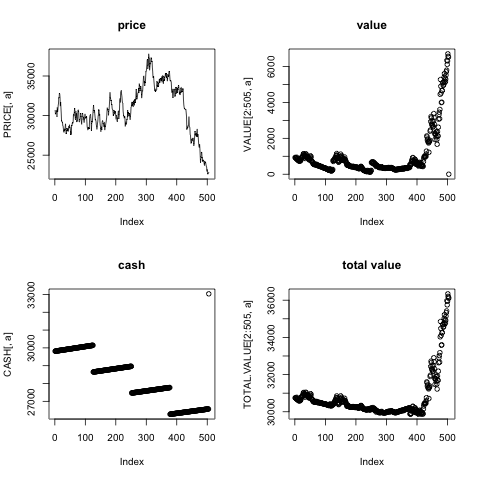 price
PRICE[, a]
25000 30000 35000
0 100 200 300 400 500
Index
value
VALUE[2:505, a]
0 2000 4000 6000
0 100 200 300 400 500
Index
cash
CASH[, a]
27000 30000 33000
0 100 200 300 400 500
Index
total value
TOTAL.VALUE[2:505, a]
30000 32000 34000 36000
0 100 200 300 400 500
Index